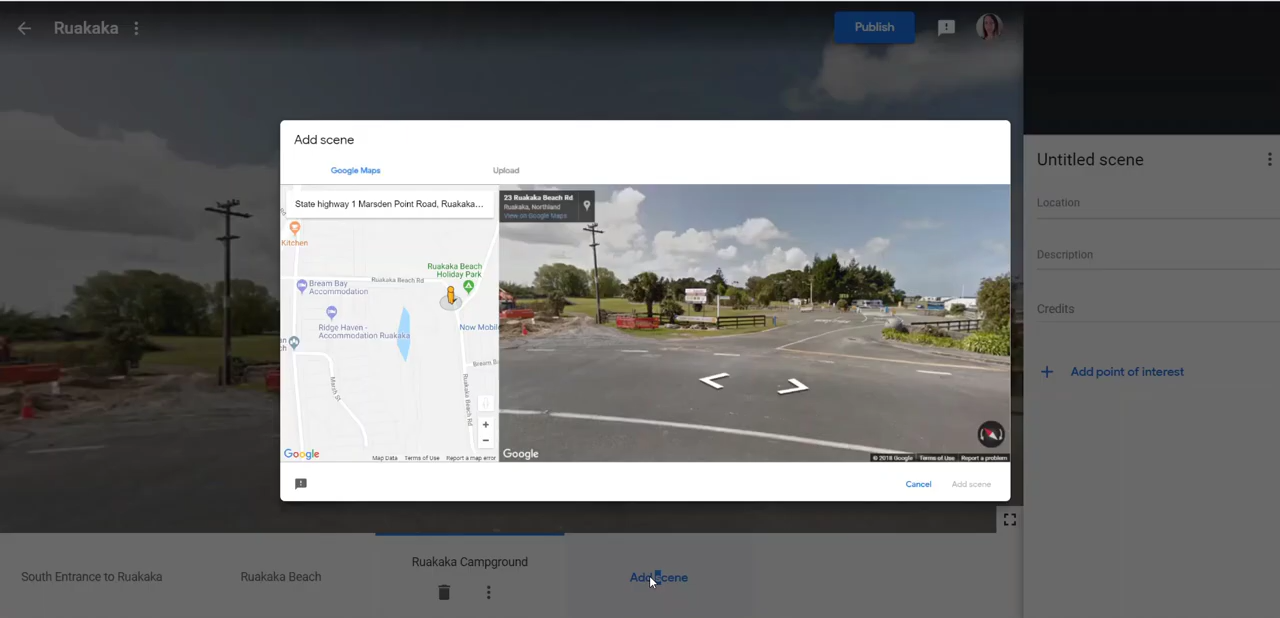 Ruakaka
Publish
Add scene
Google Maps
Upload
State highway 1 Marsden Point Road, Ruakaka...
Kitchen
Ruakaka Beach Rd
Ruakaka Beach
Holiday Park
Bream Bay
Accommodation
Ridge Haven -
Accommodation Ruakaka
Now Mobil
Bream B
Marsh St
Ruakaka Beach Rd
Google
Map Data
Terms of Use
Report a map error
23 Ruakaka Beach Rd
Ruakaka, Northland
View on Google Maps
Google
© 2018 Google
Terms of Use
Report a problem
Cancel
Add scene
Untitled scene
Location
Description
Credits
+ Add point of interest
South Entrance to Ruakaka
Ruakaka Beach
Ruakaka Campground
Add scene